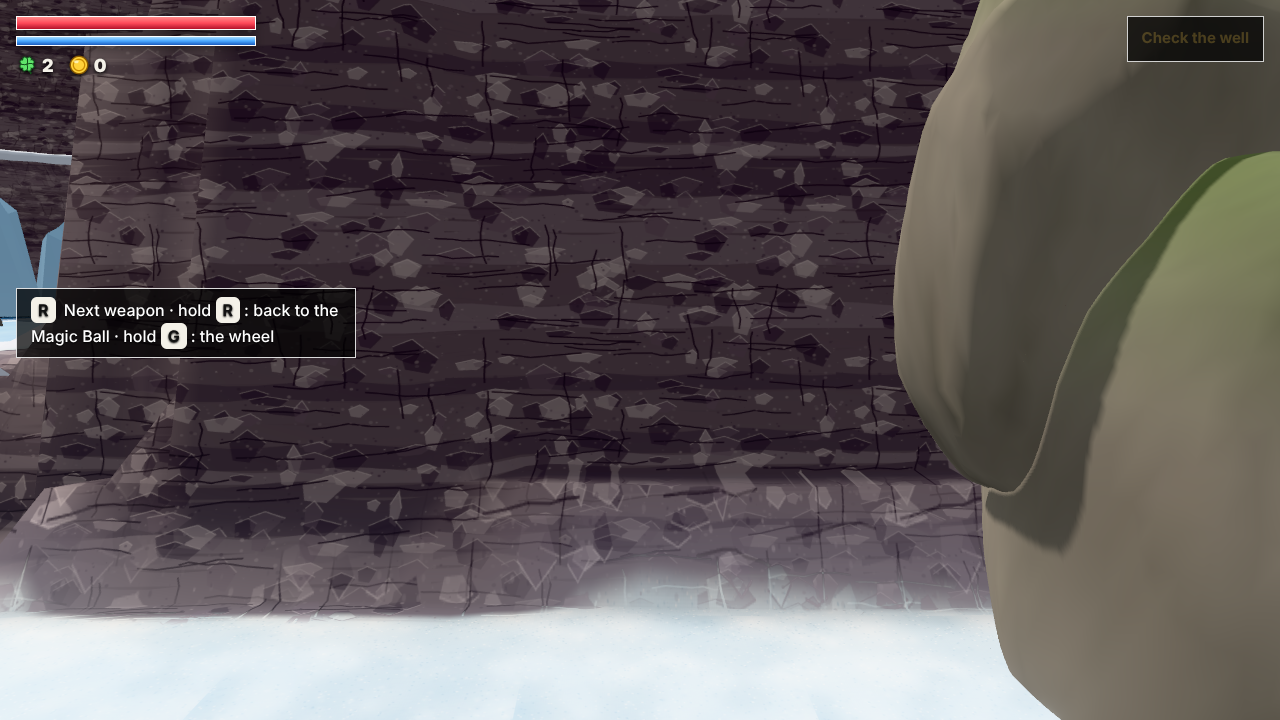 2 0
Check the well
R Next weapon · hold R : back to the
Magic Ball · hold G : the wheel